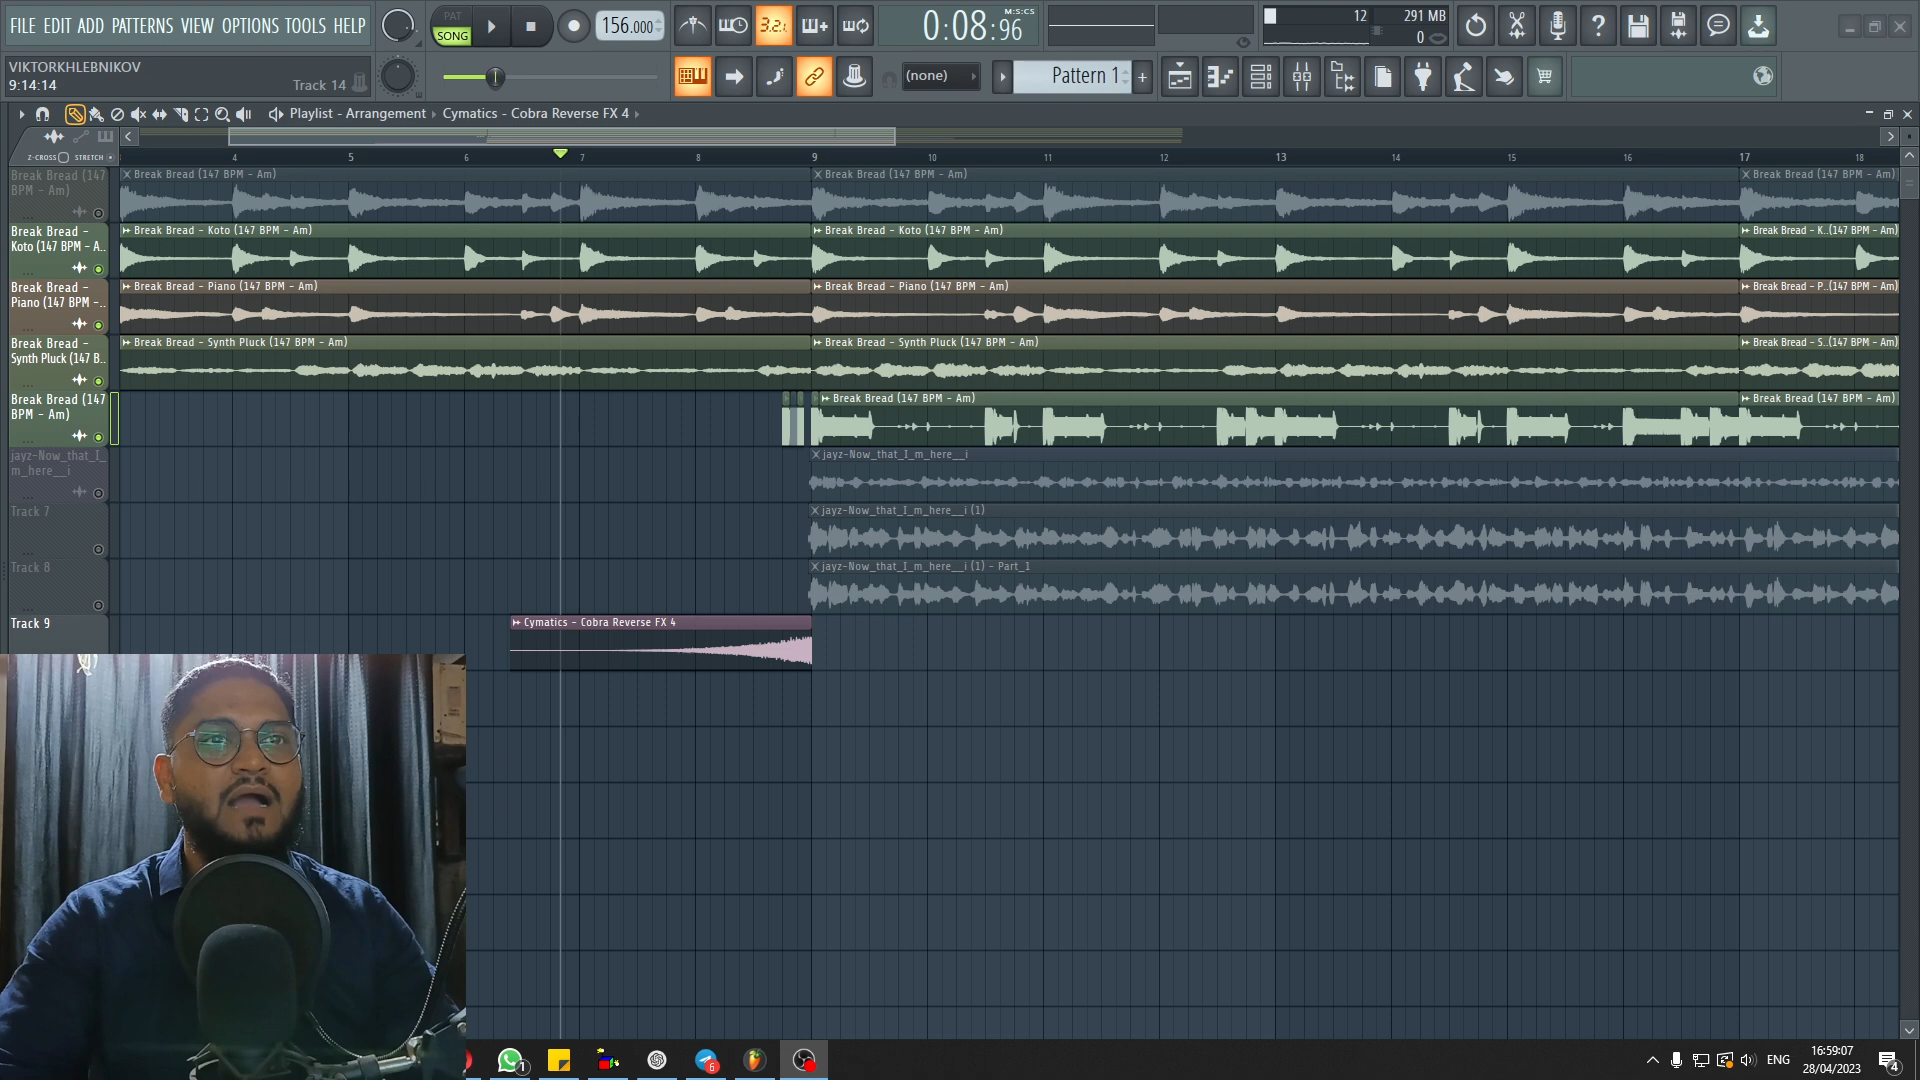 FILE EDIT ADD PATTERNS VIEW OPTIONS TOOLS HELP
PAT
SONG
156.000
3.2.
M:S:CS
0:08:96
12
291 MB
0
VIKTORKHLEBNIKOV
9:14:14
Track 14
(none)
Pattern 1
Playlist - Arrangement
Cymatics - Cobra Reverse FX 4
Z-CROSS
STRETCH
4 5 6 7 8 9 10 11 12 13 14 15 16 17 18
Break Bread (147
BPM - Am)
Break Bread (147 BPM - Am)
Break Bread (147 BPM - Am)
Break Bread (147 BPM - Am)
Break Bread -
Koto (147 BPM - A..
Break Bread - Koto (147 BPM - Am)
Break Bread - Koto (147 BPM - Am)
Break Bread - K..(147 BPM - Am)
Break Bread -
Piano (147 BPM -..
Break Bread - Piano (147 BPM - Am)
Break Bread - Piano (147 BPM - Am)
Break Bread - P..(147 BPM - Am)
Break Bread -
Synth Pluck (147 B..
Break Bread - Synth Pluck (147 BPM - Am)
Break Bread - Synth Pluck (147 BPM - Am)
Break Bread - S..(147 BPM - Am)
Break Bread (147
BPM - Am)
Break Bread (147 BPM - Am)
Break Bread (147 BPM - Am)
jayz-Now_that_I_
m_here__i
jayz-Now_that_I_m_here__i
Track 7
jayz-Now_that_I_m_here__i (1)
Track 8
jayz-Now_that_I_m_here__i (1) - Part_1
Track 9
Cymatics - Cobra Reverse FX 4
1
6
ENG
16:59:07
28/04/2023
4